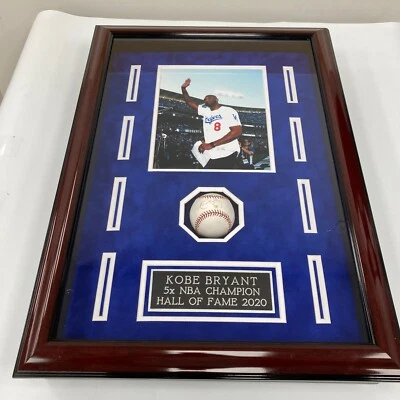 Dodgers
8
KOBE BRYANT
5x NBA CHAMPION
HALL OF FAME 2020